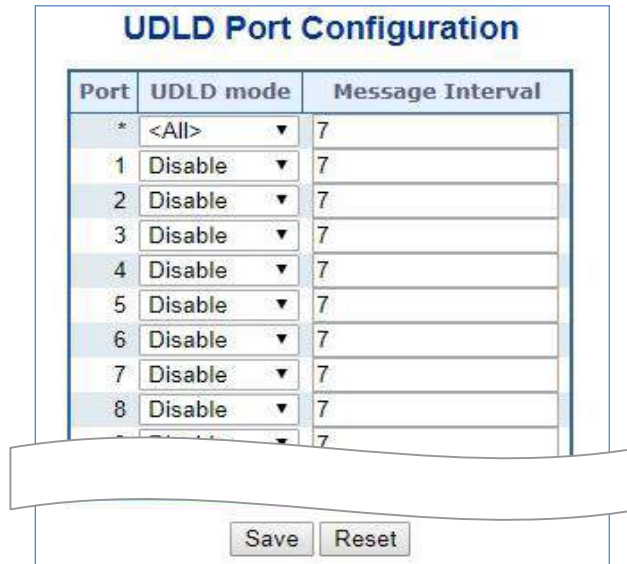 UDLD Port Configuration
Port UDLD mode Message Interval
* <All> 7
1 Disable 7
2 Disable 7
3 Disable 7
4 Disable 7
5 Disable 7
6 Disable 7
7 Disable 7
8 Disable 7
7
Save Reset